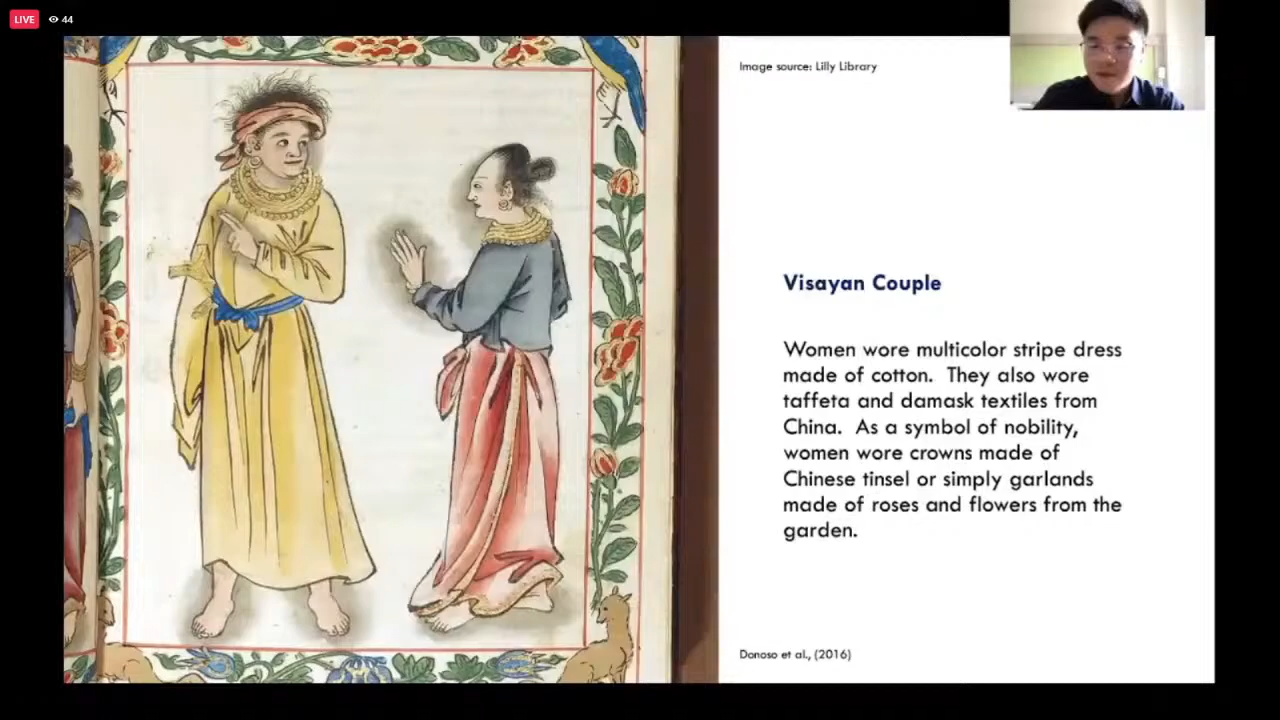 LIVE 44
Image source: Lilly Library
Visayan Couple
Women wore multicolor stripe dress
made of cotton. They also wore
taffeta and damask textiles from
China. As a symbol of nobility,
women wore crowns made of
Chinese tinsel or simply garlands
made of roses and flowers from the
garden.
Donoso et al., (2016)